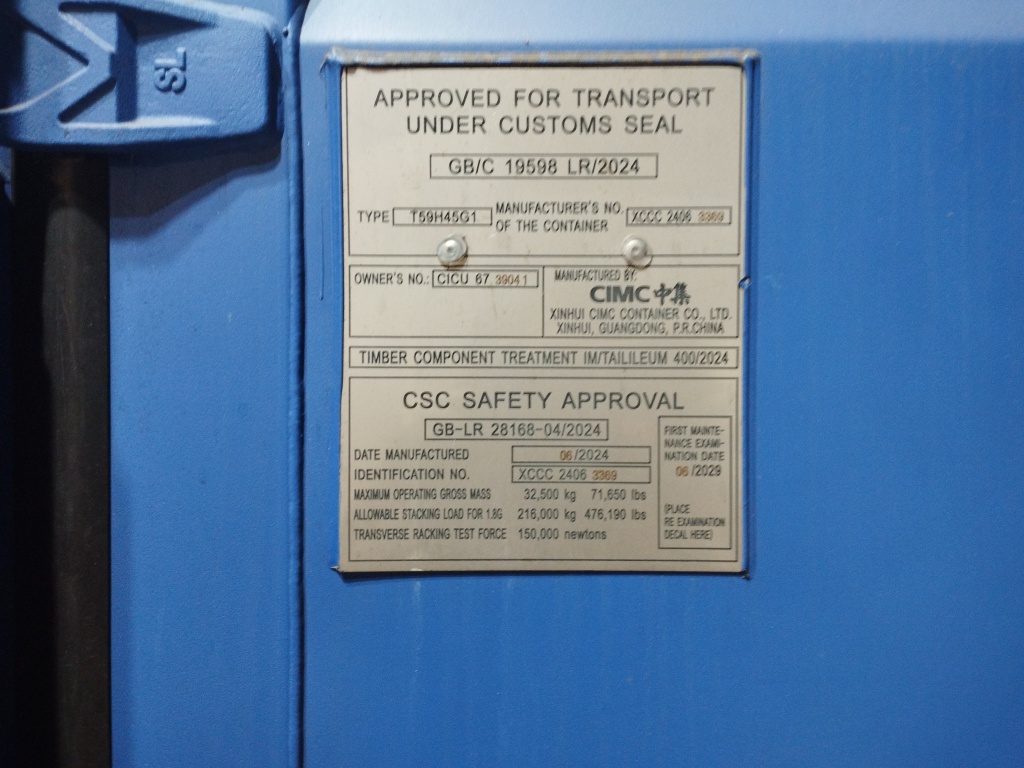 TS
APPROVED FOR TRANSPORT
UNDER CUSTOMS SEAL
GB/C 19598 LR/2024
TYPE T59H45G1 MANUFACTURER'S NO. OF THE CONTAINER XCCC 2406 3369
OWNER'S NO.: CICU 67 39041
MANUFACTURED BY:
CIMC中集
XINHUI CIMC CONTAINER CO., LTD.
XINHUI, GUANGDONG, P.R.CHINA
TIMBER COMPONENT TREATMENT IM/TAILILEUM 400/2024
CSC SAFETY APPROVAL
GB-LR 28168-04/2024
DATE MANUFACTURED 06/2024
IDENTIFICATION NO. XCCC 2406 3369
MAXIMUM OPERATING GROSS MASS 32,500 kg 71,650 lbs
ALLOWABLE STACKING LOAD FOR 1.8G 216,000 kg 476,190 lbs
TRANSVERSE RACKING TEST FORCE 150,000 newtons
FIRST MAINTE-
NANCE EXAMI-
NATION DATE
06/2029
(PLACE
RE EXAMINATION
DECAL HERE)